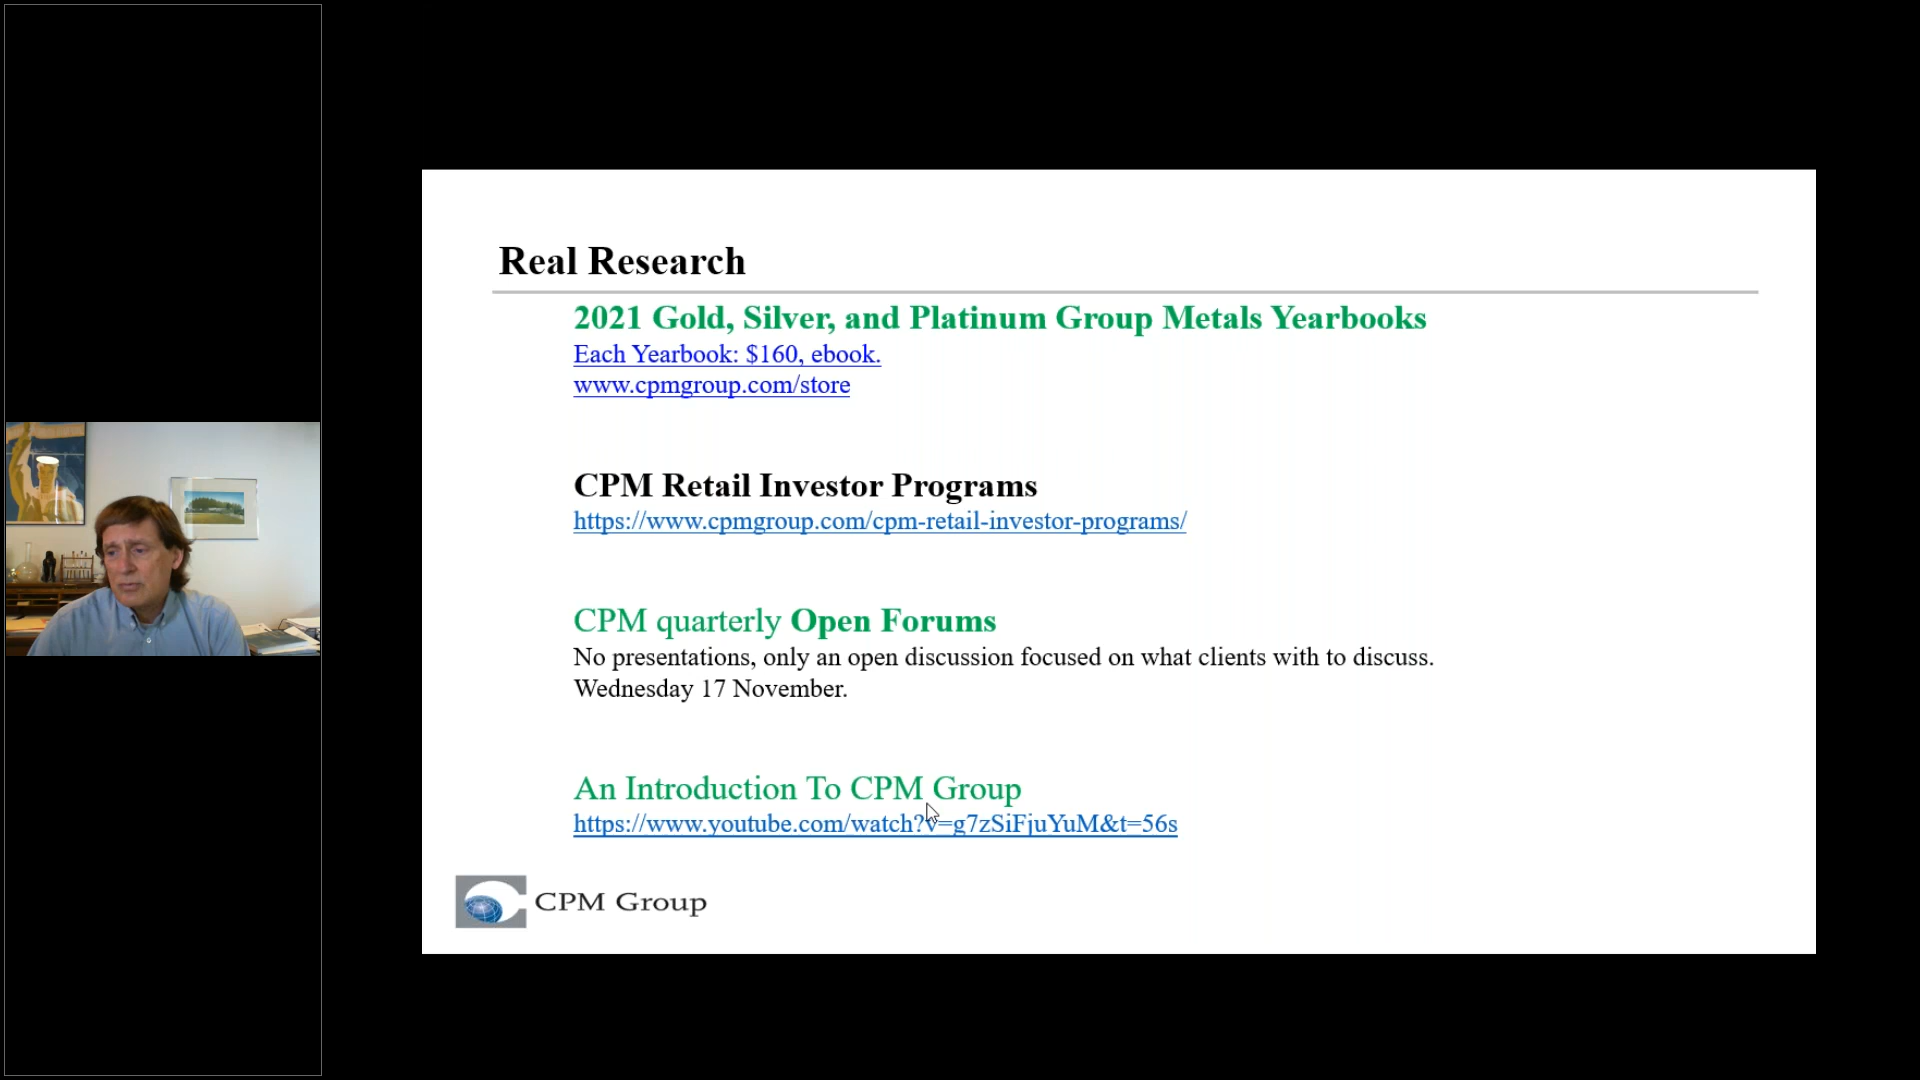 Real Research
2021 Gold, Silver, and Platinum Group Metals Yearbooks
Each Yearbook: $160, ebook.
www.cpmgroup.com/store
CPM Retail Investor Programs
https://www.cpmgroup.com/cpm-retail-investor-programs/
CPM quarterly Open Forums
No presentations, only an open discussion focused on what clients with to discuss.
Wednesday 17 November.
An Introduction To CPM Group
https://www.youtube.com/watch?v=g7zSiFjuYuM&t=56s
CPM Group